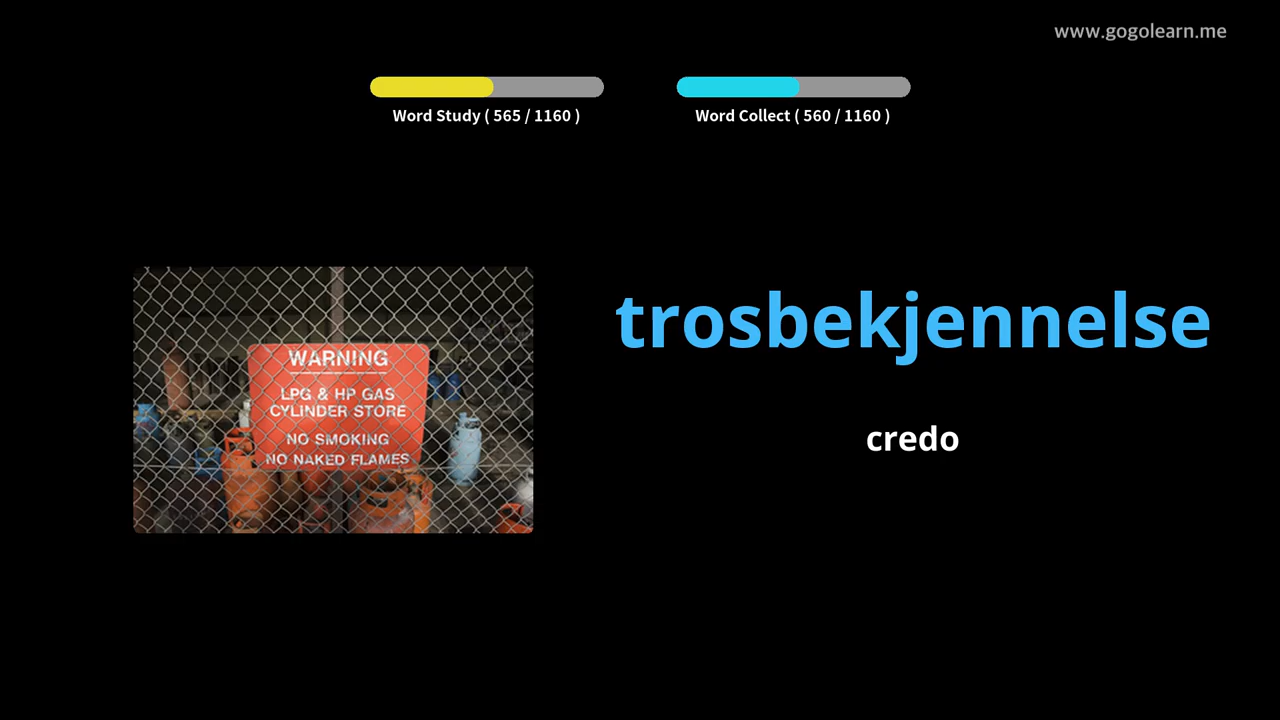 www.gogolearn.me
Word Study ( 565 / 1160 )
Word Collect ( 560 / 1160 )
WARNING
LPG & HP GAS
CYLINDER STORE
NO SMOKING
NO NAKED FLAMES
trosbekjennelse
credo